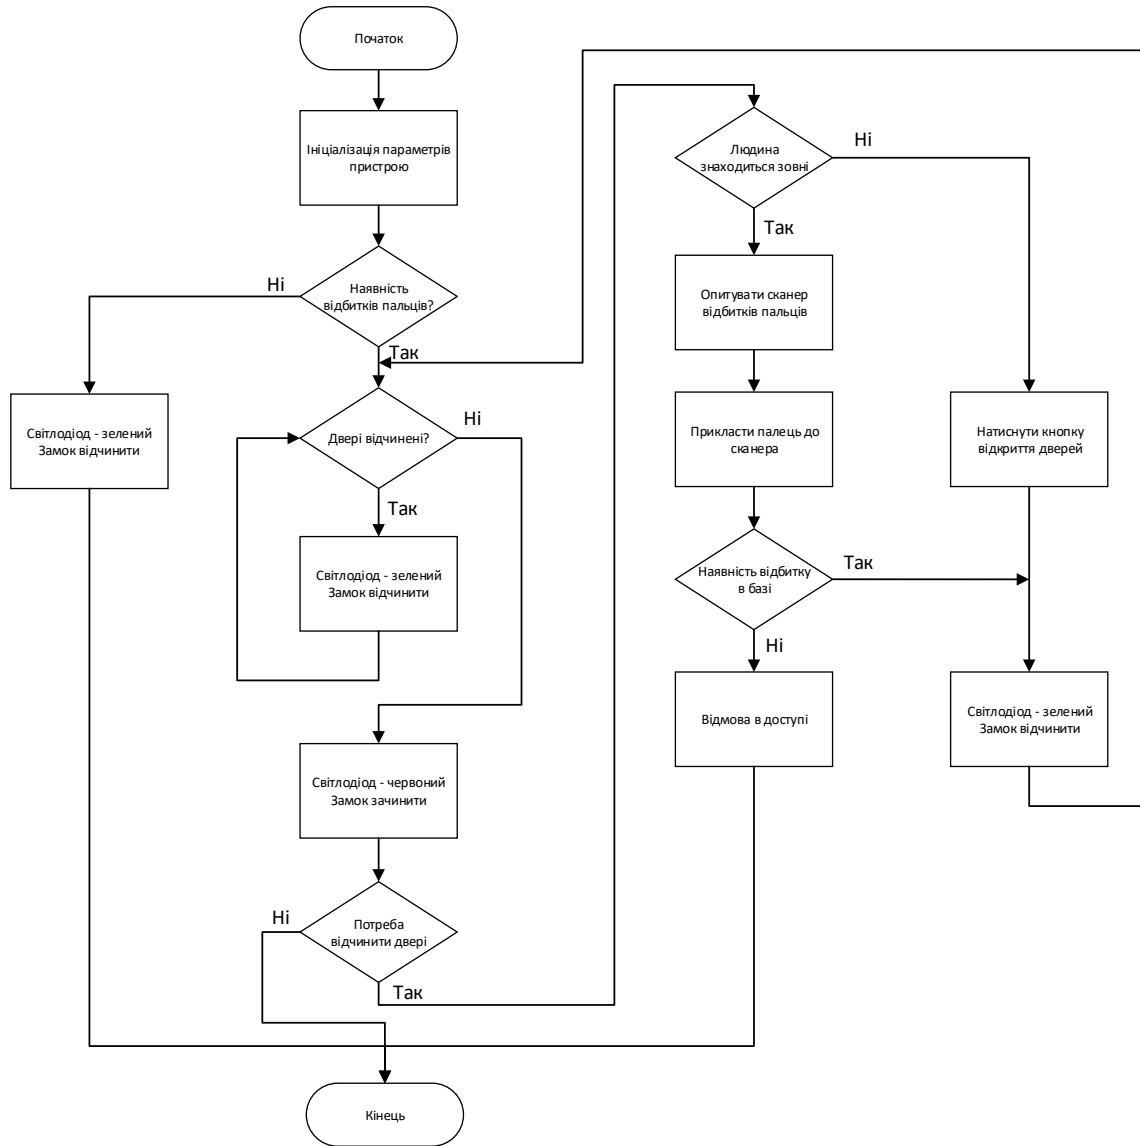 Початок
Ініціалізація параметрів
пристрою
Наявність
відбитків пальців?
Ні
Так
Світлодіод - зелений
Замок відчинити
Двері відчинені?
Ні
Так
Світлодіод - зелений
Замок відчинити
Світлодіод - червоний
Замок зачинити
Потреба
відчинити двері
Ні
Так
Людина
знаходиться зовні
Ні
Так
Опитувати сканер
відбитків пальців
Прикласти палець до
сканера
Натиснути кнопку
відкриття дверей
Наявність відбитку
в базі
Так
Ні
Відмова в доступі
Світлодіод - зелений
Замок відчинити
Кінець